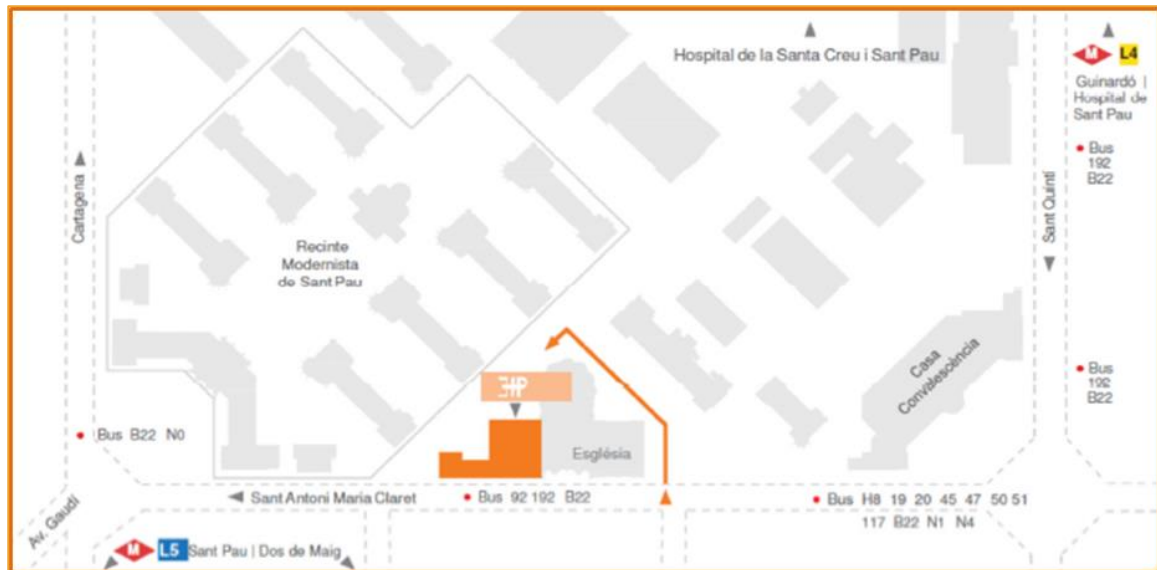 Hospital de la Santa Creu i Sant Pau
M L4
Guinardó |
Hospital de
Sant Pau
Bus
192
B22
Cartagena
Sant Quintí
Recinte
Modernista
de Sant Pau
Casa
Convalescència
Bus
192
B22
Bus B22 N0
Església
Sant Antoni Maria Claret
Bus 92 192 B22
Bus H8 19 20 45 47 50 51
117 B22 N1 N4
Av. Gaudí
M L5 Sant Pau | Dos de Maig